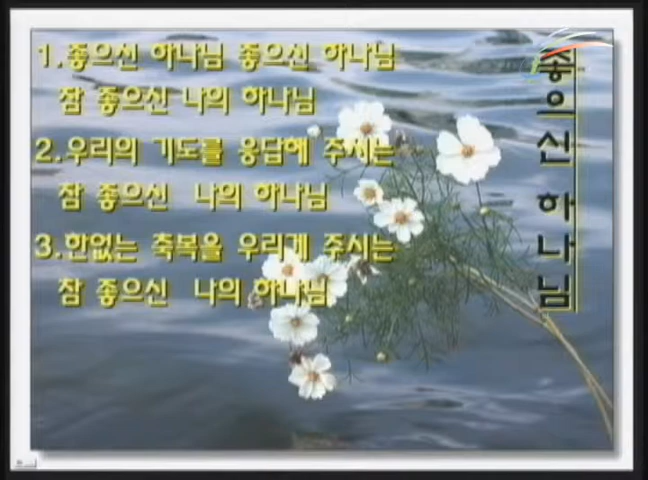 1.좋으신 하나님 좋으신 하나님
참 좋으신 나의 하나님
2.우리의 기도를 응답해 주시는
참 좋으신 나의 하나님
3.한없는 축복을 우리게 주시는
참 좋으신 나의 하나님
좋으신 하나님